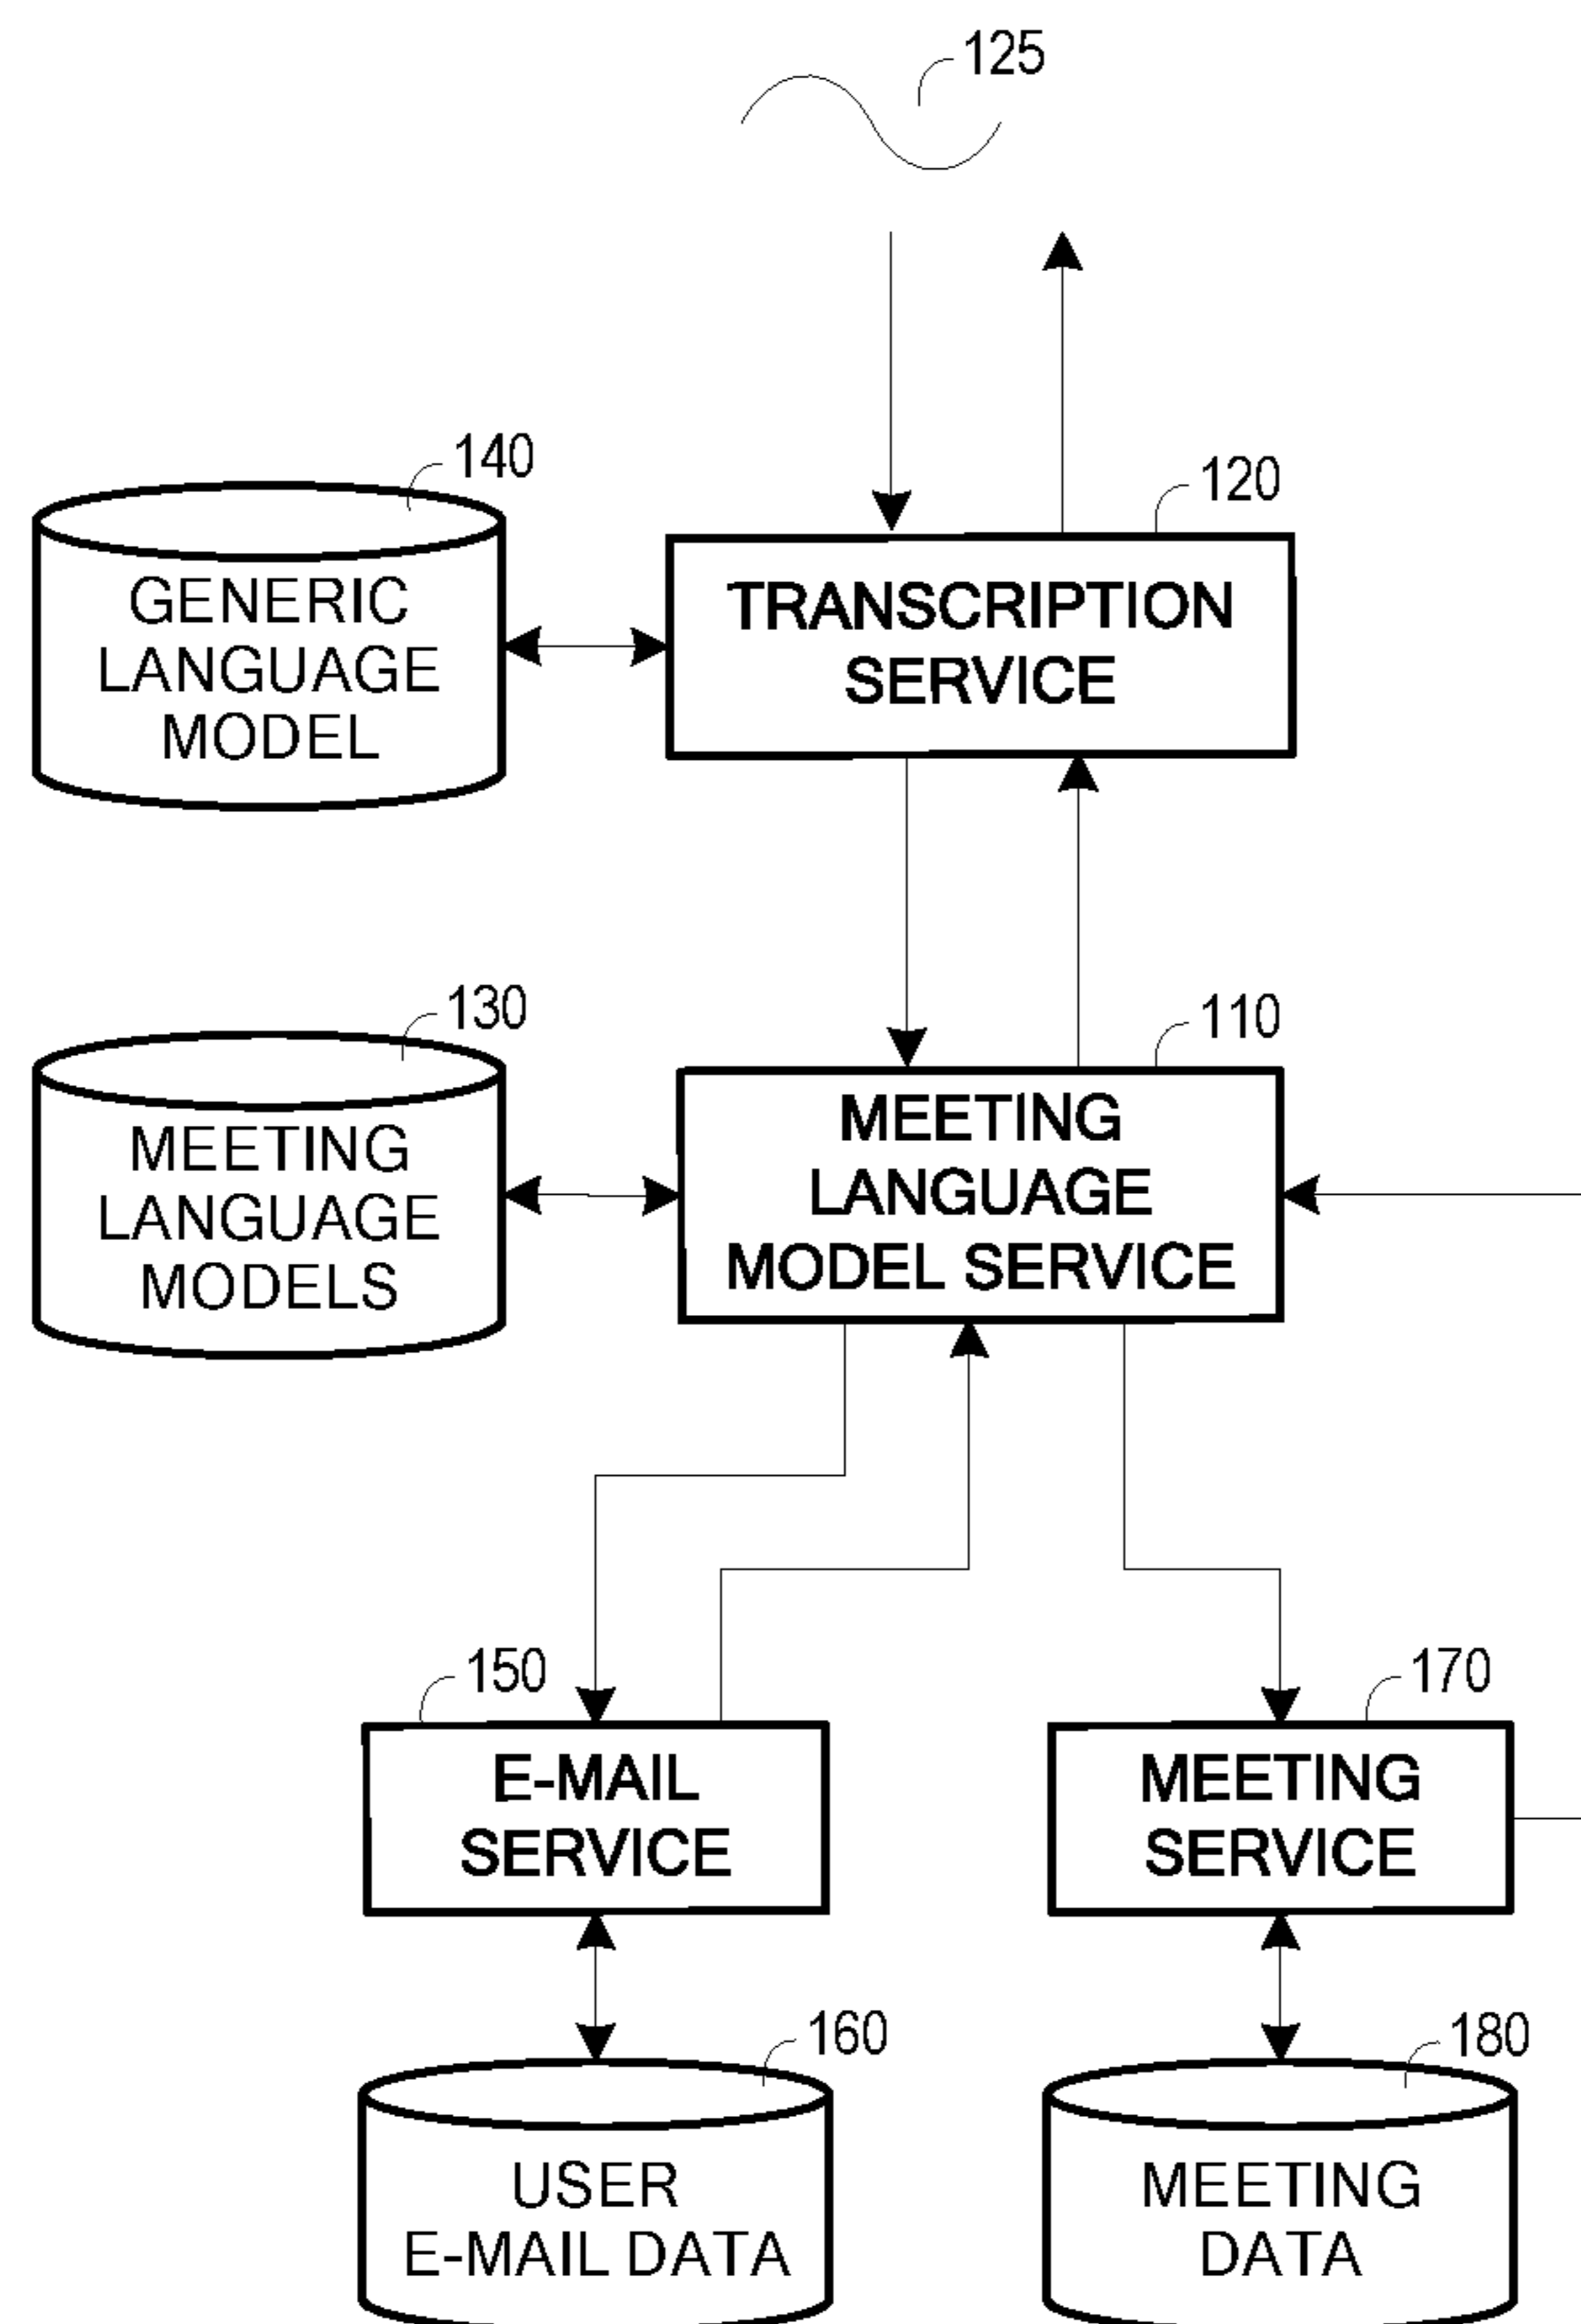 125
140
GENERIC
LANGUAGE
MODEL
120
TRANSCRIPTION
SERVICE
130
MEETING
LANGUAGE
MODELS
110
MEETING
LANGUAGE
MODEL SERVICE
150
E-MAIL
SERVICE
170
MEETING
SERVICE
160
USER
E-MAIL DATA
180
MEETING
DATA